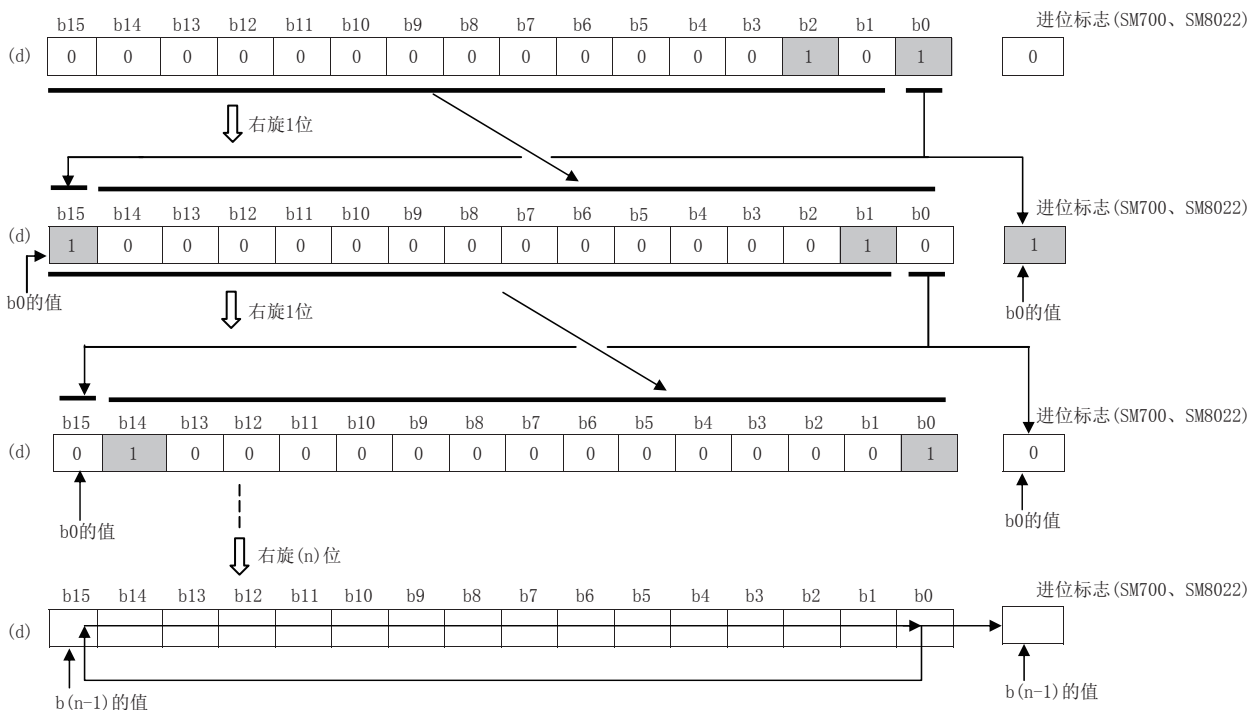 进位标志(SM700、SM8022)
b15 b14 b13 b12 b11 b10 b9 b8 b7 b6 b5 b4 b3 b2 b1 b0
(d) 0 0 0 0 0 0 0 0 0 0 0 0 0 1 0 1 0
右旋1位
进位标志(SM700、SM8022)
b15 b14 b13 b12 b11 b10 b9 b8 b7 b6 b5 b4 b3 b2 b1 b0
(d) 1 0 0 0 0 0 0 0 0 0 0 0 0 0 1 0 1
b0的值 b0的值
右旋1位
进位标志(SM700、SM8022)
b15 b14 b13 b12 b11 b10 b9 b8 b7 b6 b5 b4 b3 b2 b1 b0
(d) 0 1 0 0 0 0 0 0 0 0 0 0 0 0 0 1 0
b0的值 b0的值
右旋(n)位
进位标志(SM700、SM8022)
b15 b14 b13 b12 b11 b10 b9 b8 b7 b6 b5 b4 b3 b2 b1 b0
(d)
b(n-1)的值 b(n-1)的值